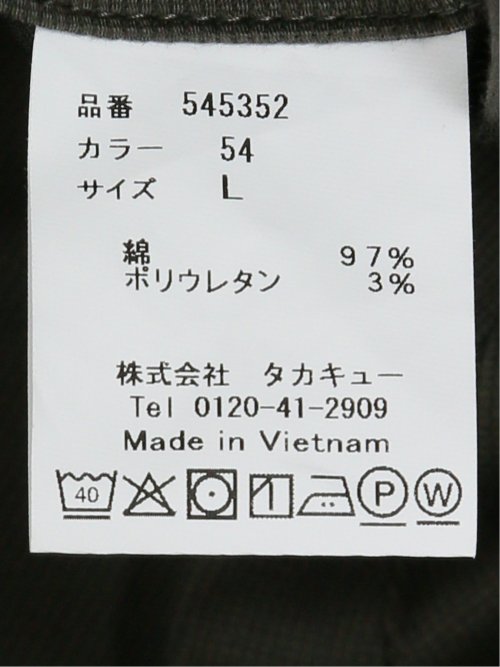 品番 545352
カラー 54
サイズ L
綿 97%
ポリウレタン 3%
株式会社 タカキュー
Tel 0120-41-2909
Made in Vietnam
40 P W